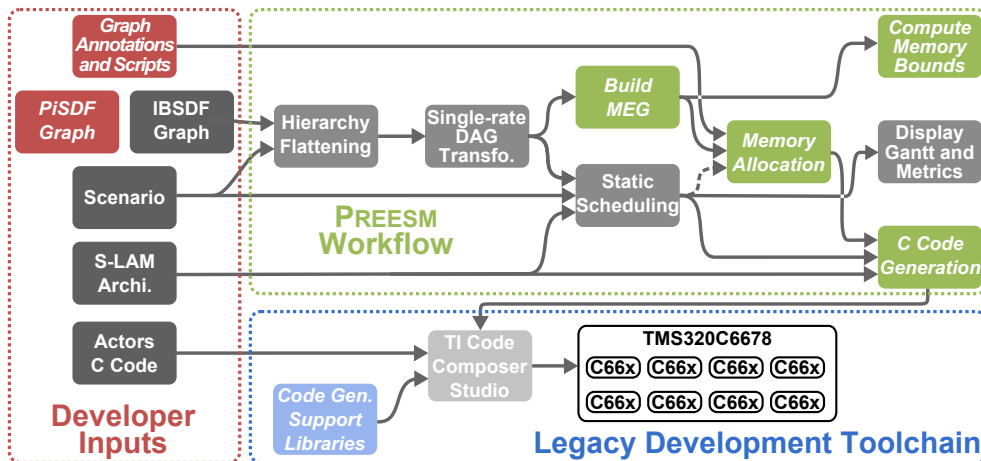 Graph
Annotations
and Scripts
PiSDF
Graph
IBSDF
Graph
Scenario
S-LAM
Archi.
Actors
C Code
Developer
Inputs
Hierarchy
Flattening
Single-rate
DAG
Transfo.
Build
MEG
Static
Scheduling
Memory
Allocation
Compute
Memory
Bounds
Display
Gantt and
Metrics
C Code
Generation
PREESM
Workflow
TI Code
Composer
Studio
Code Gen.
Support
Libraries
TMS320C6678
C66x C66x C66x C66x
C66x C66x C66x C66x
Legacy Development Toolchain